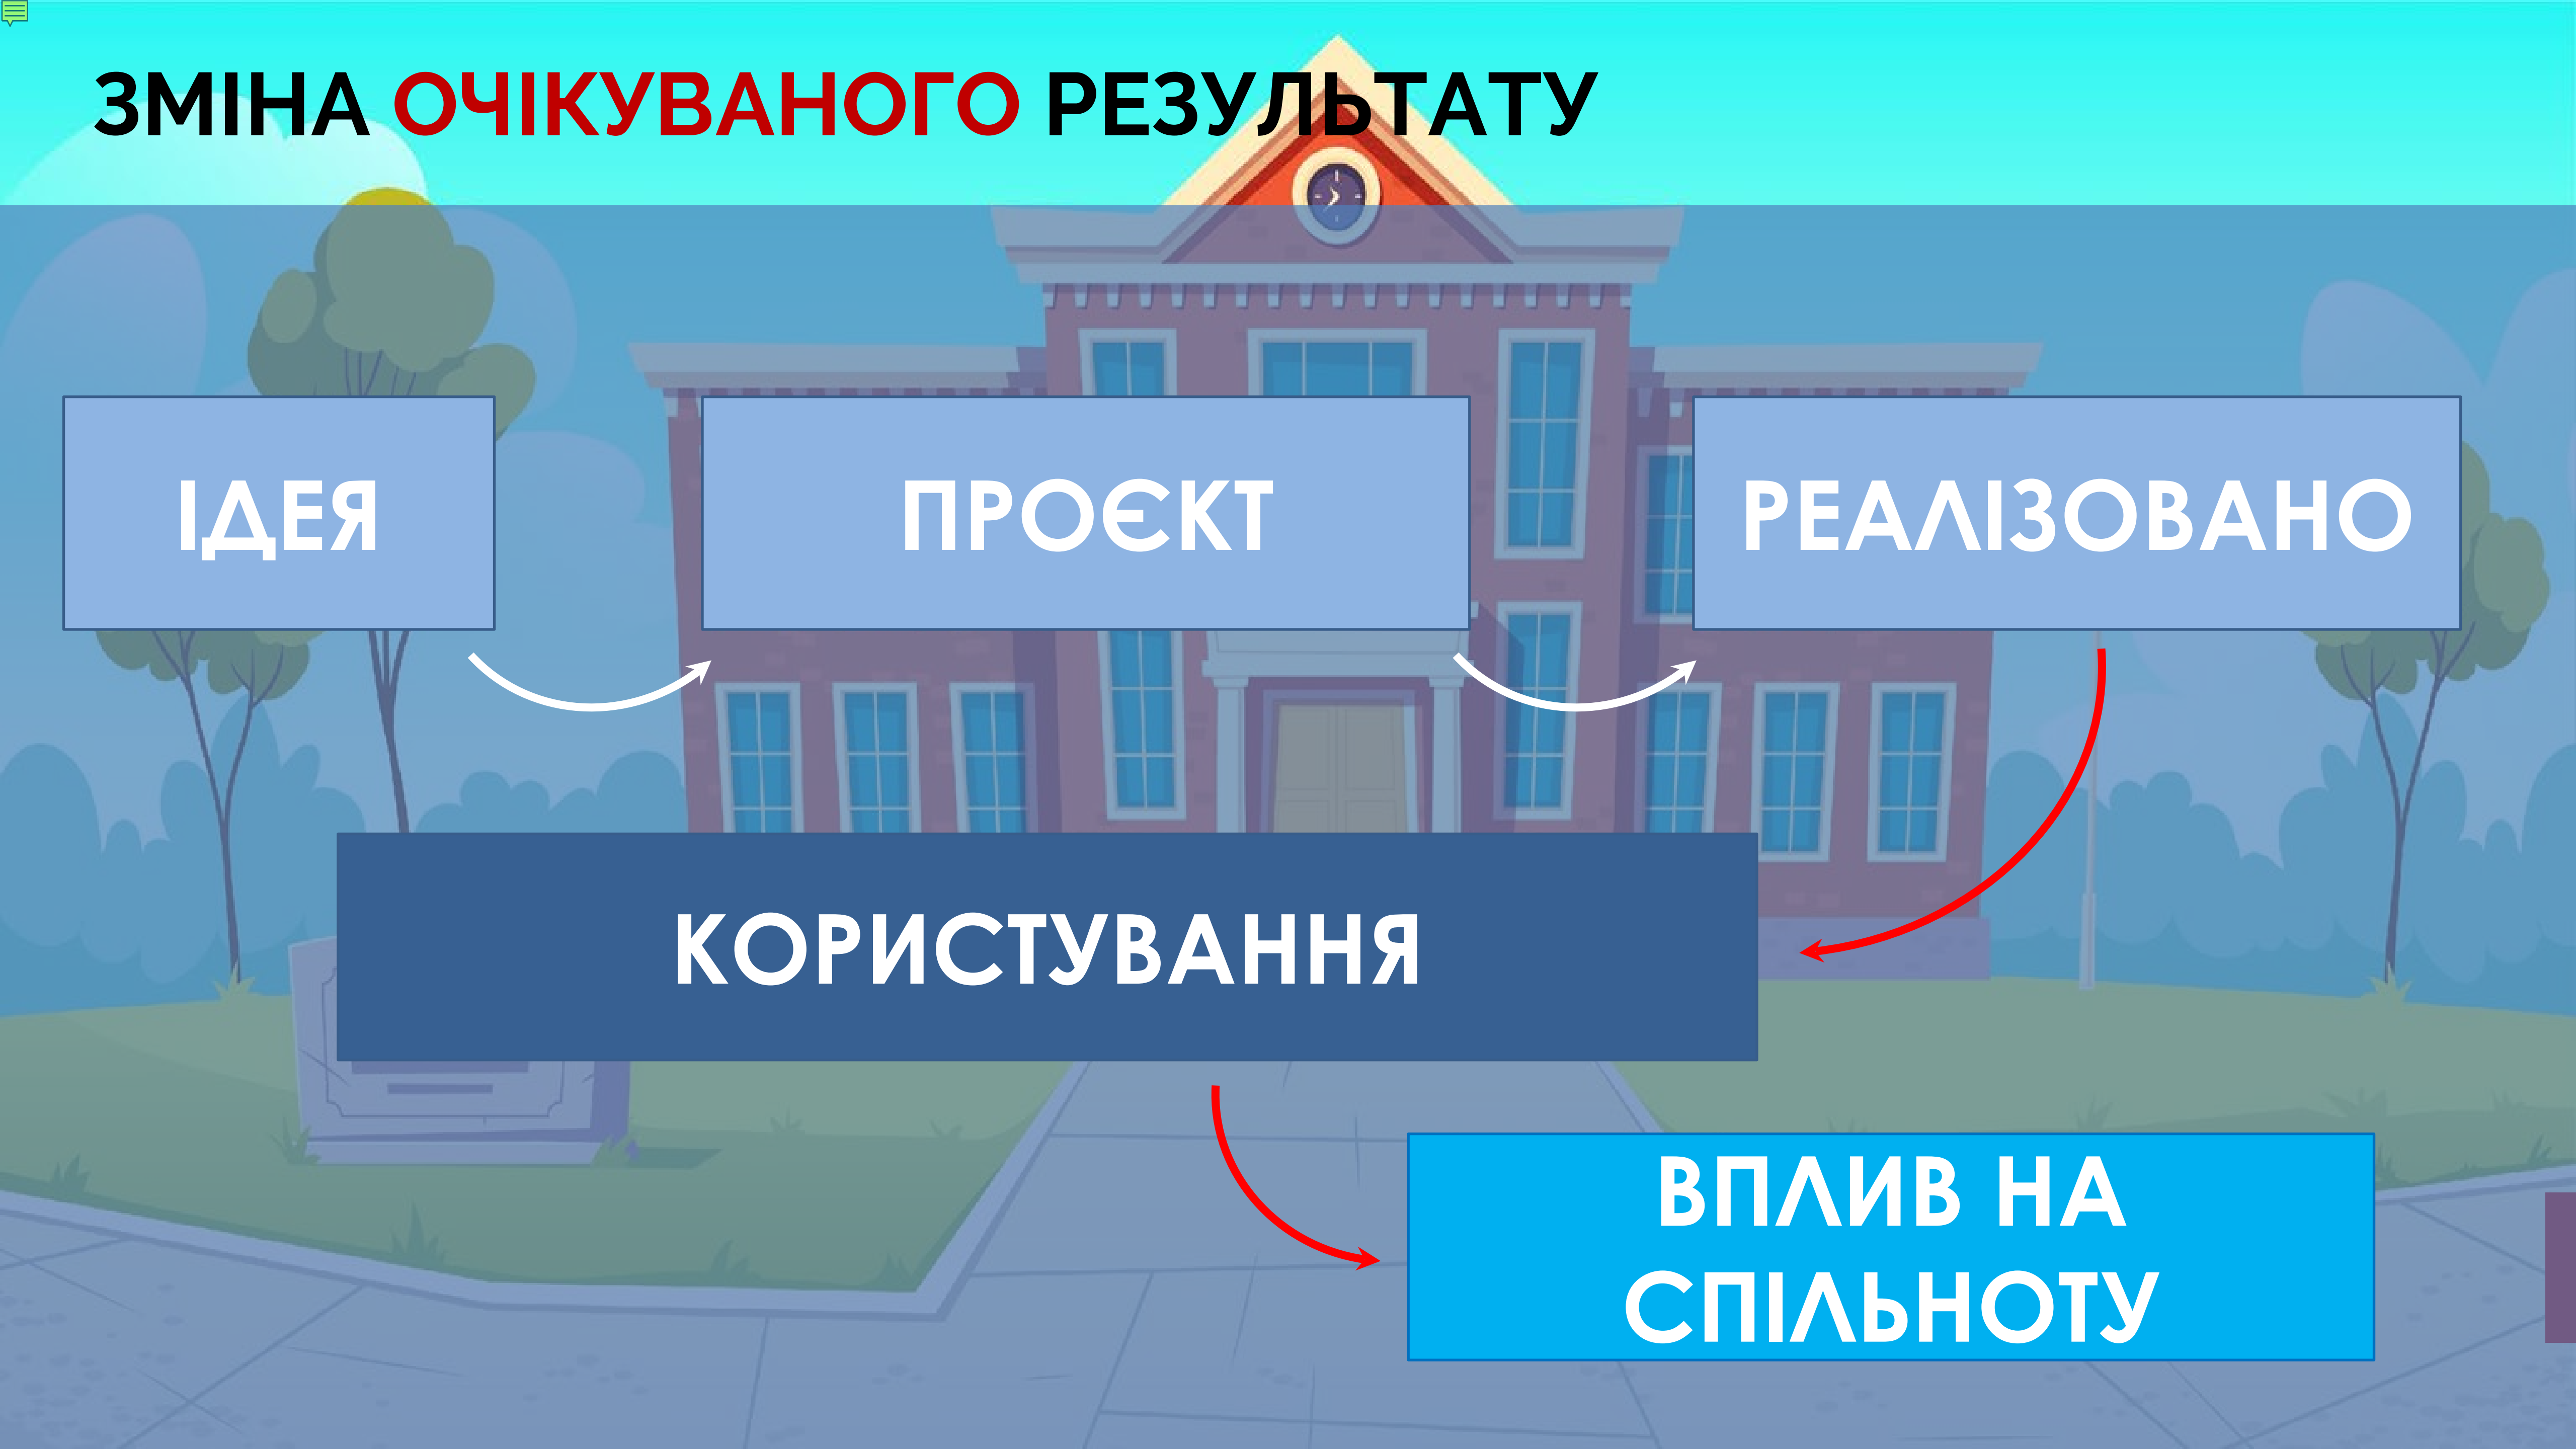 ЗМІНА ОЧІКУВАНОГО РЕЗУЛЬТАТУ
ІДЕЯ
ПРОЄКТ
РЕАЛІЗОВАНО
КОРИСТУВАННЯ
ВПЛИВ НА
СПІЛЬНОТУ